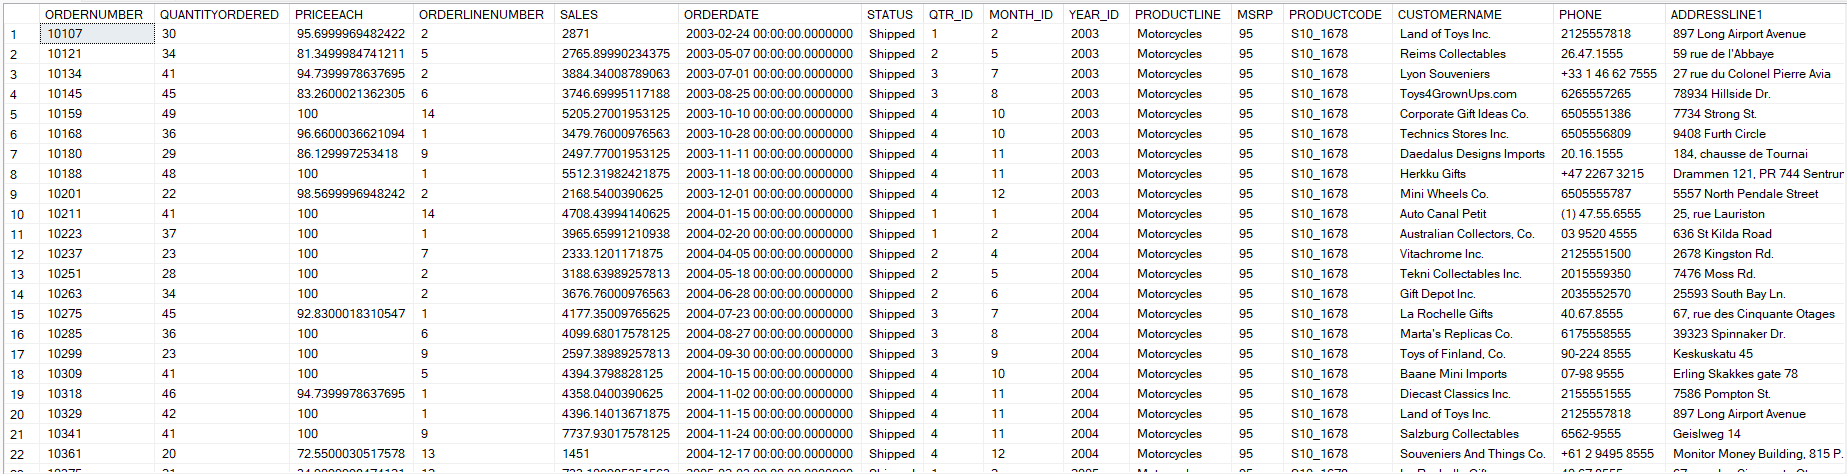 ORDERNUMBER QUANTITYORDERED PRICEEACH ORDERLINENUMBER SALES ORDERDATE STATUS QTR_ID MONTH_ID YEAR_ID PRODUCTLINE MSRP PRODUCTCODE CUSTOMERNAME PHONE ADDRESSLINE1
1 10107 30 95.6999969482422 2 2871 2003-02-24 00:00:00.0000000 Shipped 1 2 2003 Motorcycles 95 S10_1678 Land of Toys Inc. 2125557818 897 Long Airport Avenue
2 10121 34 81.3499984741211 5 2765.89990234375 2003-05-07 00:00:00.0000000 Shipped 2 5 2003 Motorcycles 95 S10_1678 Reims Collectables 26.47.1555 59 rue de l'Abbaye
3 10134 41 94.7399978637695 2 3884.34008789063 2003-07-01 00:00:00.0000000 Shipped 3 7 2003 Motorcycles 95 S10_1678 Lyon Souveniers +33 1 46 62 7555 27 rue du Colonel Pierre Avia
4 10145 45 83.2600021362305 6 3746.69995117188 2003-08-25 00:00:00.0000000 Shipped 3 8 2003 Motorcycles 95 S10_1678 Toys4GrownUps.com 6265557265 78934 Hillside Dr.
5 10159 49 100 14 5205.27001953125 2003-10-10 00:00:00.0000000 Shipped 4 10 2003 Motorcycles 95 S10_1678 Corporate Gift Ideas Co. 6505551386 7734 Strong St.
6 10168 36 96.6600036621094 1 3479.76000976563 2003-10-28 00:00:00.0000000 Shipped 4 10 2003 Motorcycles 95 S10_1678 Technics Stores Inc. 6505556809 9408 Furth Circle
7 10180 29 86.129997253418 9 2497.77001953125 2003-11-11 00:00:00.0000000 Shipped 4 11 2003 Motorcycles 95 S10_1678 Daedalus Designs Imports 20.16.1555 184, chausse de Tournai
8 10188 48 100 1 5512.31982421875 2003-11-18 00:00:00.0000000 Shipped 4 11 2003 Motorcycles 95 S10_1678 Herkku Gifts +47 2267 3215 Drammen 121, PR 744 Sentrum
9 10201 22 98.5699996948242 2 2168.5400390625 2003-12-01 00:00:00.0000000 Shipped 4 12 2003 Motorcycles 95 S10_1678 Mini Wheels Co. 6505555787 5557 North Pendale Street
10 10211 41 100 14 4708.43994140625 2004-01-15 00:00:00.0000000 Shipped 1 1 2004 Motorcycles 95 S10_1678 Auto Canal Petit (1) 47.55.6555 25, rue Lauriston
11 10223 37 100 1 3965.65991210938 2004-02-20 00:00:00.0000000 Shipped 1 2 2004 Motorcycles 95 S10_1678 Australian Collectors, Co. 03 9520 4555 636 St Kilda Road
12 10237 23 100 7 2333.1201171875 2004-04-05 00:00:00.0000000 Shipped 2 4 2004 Motorcycles 95 S10_1678 Vitachrome Inc. 2125551500 2678 Kingston Rd.
13 10251 28 100 2 3188.63989257813 2004-05-18 00:00:00.0000000 Shipped 2 5 2004 Motorcycles 95 S10_1678 Tekni Collectables Inc. 2015559350 7476 Moss Rd.
14 10263 34 100 2 3676.76000976563 2004-06-28 00:00:00.0000000 Shipped 2 6 2004 Motorcycles 95 S10_1678 Gift Depot Inc. 2035552570 25593 South Bay Ln.
15 10275 45 92.8300018310547 1 4177.35009765625 2004-07-23 00:00:00.0000000 Shipped 3 7 2004 Motorcycles 95 S10_1678 La Rochelle Gifts 40.67.8555 67, rue des Cinquante Otages
16 10285 36 100 6 4099.68017578125 2004-08-27 00:00:00.0000000 Shipped 3 8 2004 Motorcycles 95 S10_1678 Marta's Replicas Co. 6175558555 39323 Spinnaker Dr.
17 10299 23 100 9 2597.38989257813 2004-09-30 00:00:00.0000000 Shipped 3 9 2004 Motorcycles 95 S10_1678 Toys of Finland, Co. 90-224 8555 Keskuskatu 45
18 10309 41 100 5 4394.3798828125 2004-10-15 00:00:00.0000000 Shipped 4 10 2004 Motorcycles 95 S10_1678 Baane Mini Imports 07-98 9555 Erling Skakkes gate 78
19 10318 46 94.7399978637695 1 4358.0400390625 2004-11-02 00:00:00.0000000 Shipped 4 11 2004 Motorcycles 95 S10_1678 Diecast Classics Inc. 2155551555 7586 Pompton St.
20 10329 42 100 1 4396.14013671875 2004-11-15 00:00:00.0000000 Shipped 4 11 2004 Motorcycles 95 S10_1678 Land of Toys Inc. 2125557818 897 Long Airport Avenue
21 10341 41 100 9 7737.93017578125 2004-11-24 00:00:00.0000000 Shipped 4 11 2004 Motorcycles 95 S10_1678 Salzburg Collectables 6562-9555 Geislweg 14
22 10361 20 72.5500030517578 13 1451 2004-12-17 00:00:00.0000000 Shipped 4 12 2004 Motorcycles 95 S10_1678 Souveniers And Things Co. +61 2 9495 8555 Monitor Money Building, 815 P